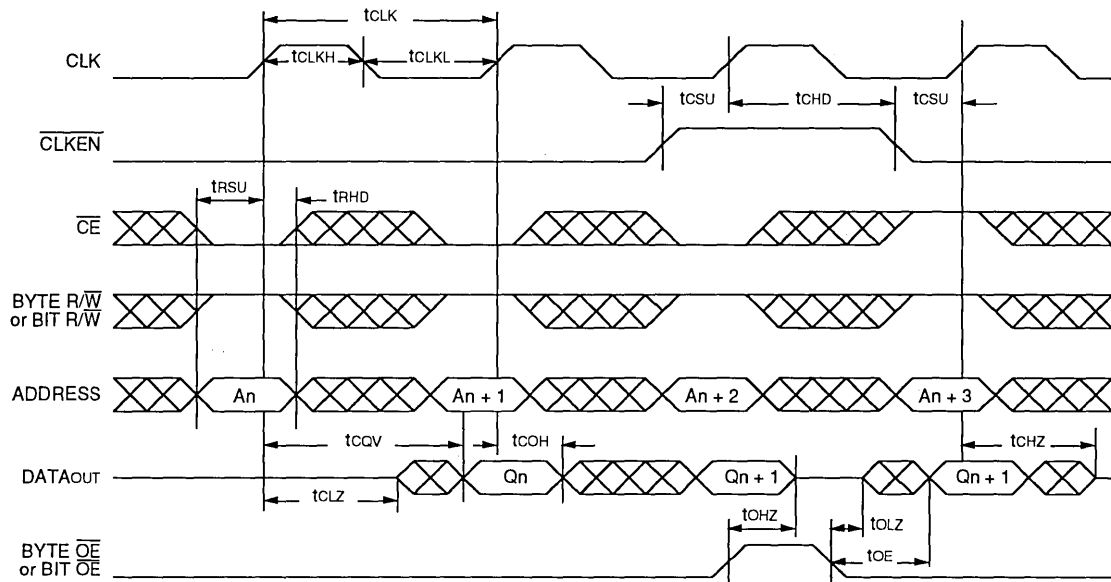 tCLK
CLK
tCLKH
tCLKL
tCSU
tCHD
tCSU
CLKEN
tRSU
tRHD
CE
BYTE R/W
or BIT R/W
ADDRESS
An
An + 1
An + 2
An + 3
tCQV
tCOH
tCHZ
DATAOUT
Qn
Qn + 1
Qn + 1
tCLZ
tOHZ
tOLZ
BYTE OE
or BIT OE
tOE